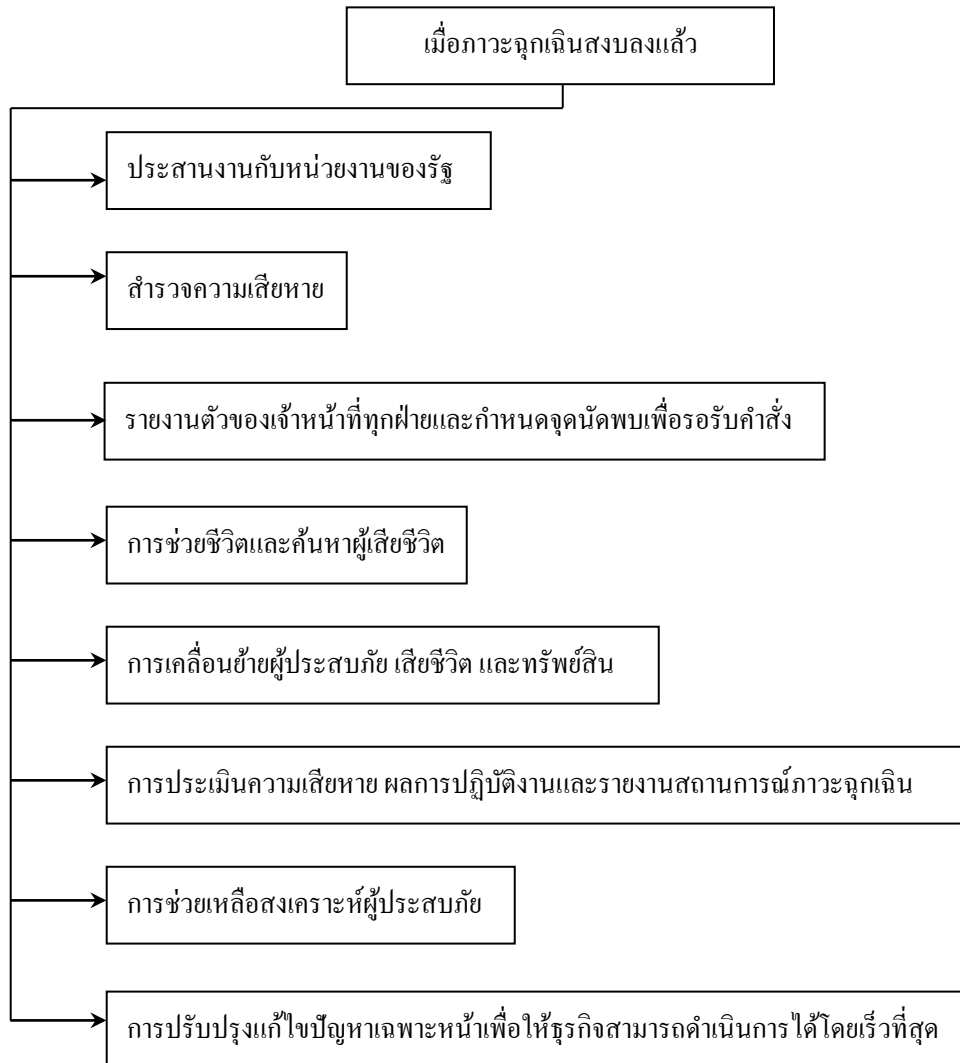 เมื่อภาวะฉุกเฉินสงบลงแล้ว
ประสานงานกับหน่วยงานของรัฐ
สำรวจความเสียหาย
รายงานตัวของเจ้าหน้าที่ทุกฝ่ายและกำหนดจุดนัดพบเพื่อรอรับคำสั่ง
การช่วยชีวิตและค้นหาผู้เสียชีวิต
การเคลื่อนย้ายผู้ประสบภัย เสียชีวิต และทรัพย์สิน
การประเมินความเสียหาย ผลการปฏิบัติงานและรายงานสถานการณ์ภาวะฉุกเฉิน
การช่วยเหลือสงเคราะห์ผู้ประสบภัย
การปรับปรุงแก้ไขปัญหาเฉพาะหน้าเพื่อให้ธุรกิจสามารถดำเนินการได้โดยเร็วที่สุด